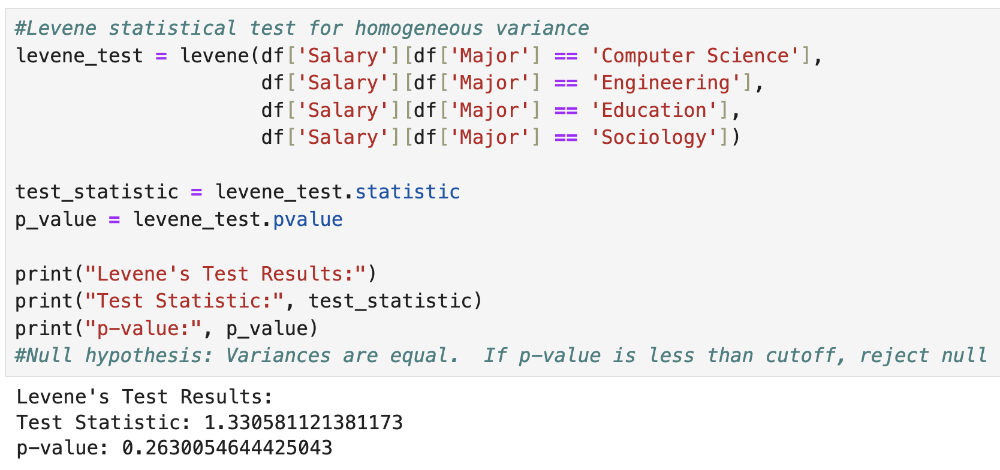 #Levene statistical test for homogeneous variance
levene_test = levene(df['Salary'][df['Major'] == 'Computer Science'],
                     df['Salary'][df['Major'] == 'Engineering'],
                     df['Salary'][df['Major'] == 'Education'],
                     df['Salary'][df['Major'] == 'Sociology'])

test_statistic = levene_test.statistic
p_value = levene_test.pvalue

print("Levene's Test Results:")
print("Test Statistic:", test_statistic)
print("p-value:", p_value)
#Null hypothesis: Variances are equal.  If p-value is less than cutoff, reject null
Levene's Test Results:
Test Statistic: 1.330581121381173
p-value: 0.2630054644425043